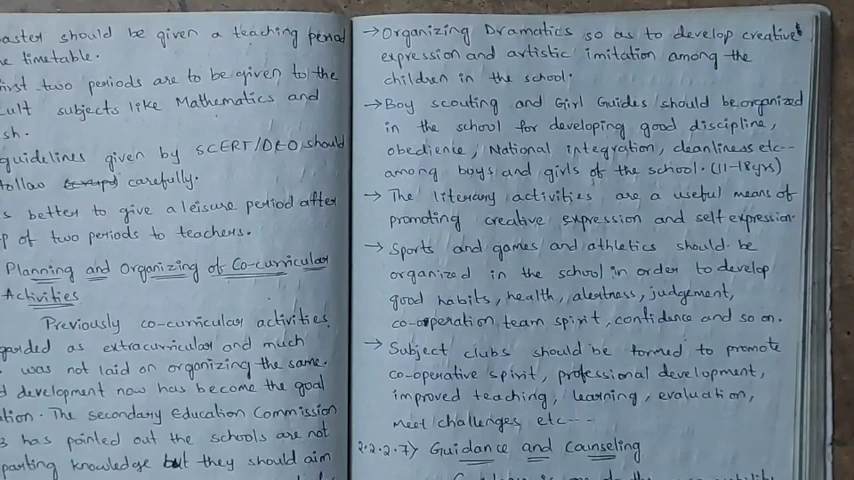 aster should be given a teaching period
e timetable.
irst two periods are to be given to the
cult subjects like Mathematics and
sh.
guidelines given by SCERT/DEO should
follow carefully.
s better to give a leisure period after
p of two periods to teachers.
Planning and Organizing of Co-curricular
Activities
Previously co-curricular activities
garded as extracurricular and much
was not laid on organizing the same.
d development now has become the goal
tion. The secondary Education Commission
3 has pointed out the schools are not
parting knowledge but they should aim
→ Organizing Dramatics so as to develop creative
expression and artistic imitation among the
children in the school.
→ Boy scouting and Girl Guides should be organized
in the school for developing good discipline,
obedience, National integration, cleanliness etc--
among boys and girls of the school. (11-18yrs)
→ The literary activities are a useful means of
promoting creative expression and self expression.
→ Sports and games and athletics should be
organized in the school in order to develop
good habits, health, alertness, judgement,
co-operation team spirit, confidence and so on.
→ Subject clubs should be formed to promote
co-operative spirit, professional development,
improved teaching, learning, evaluation,
meet challenges etc---
2.2.2.7) Guidance and Counseling